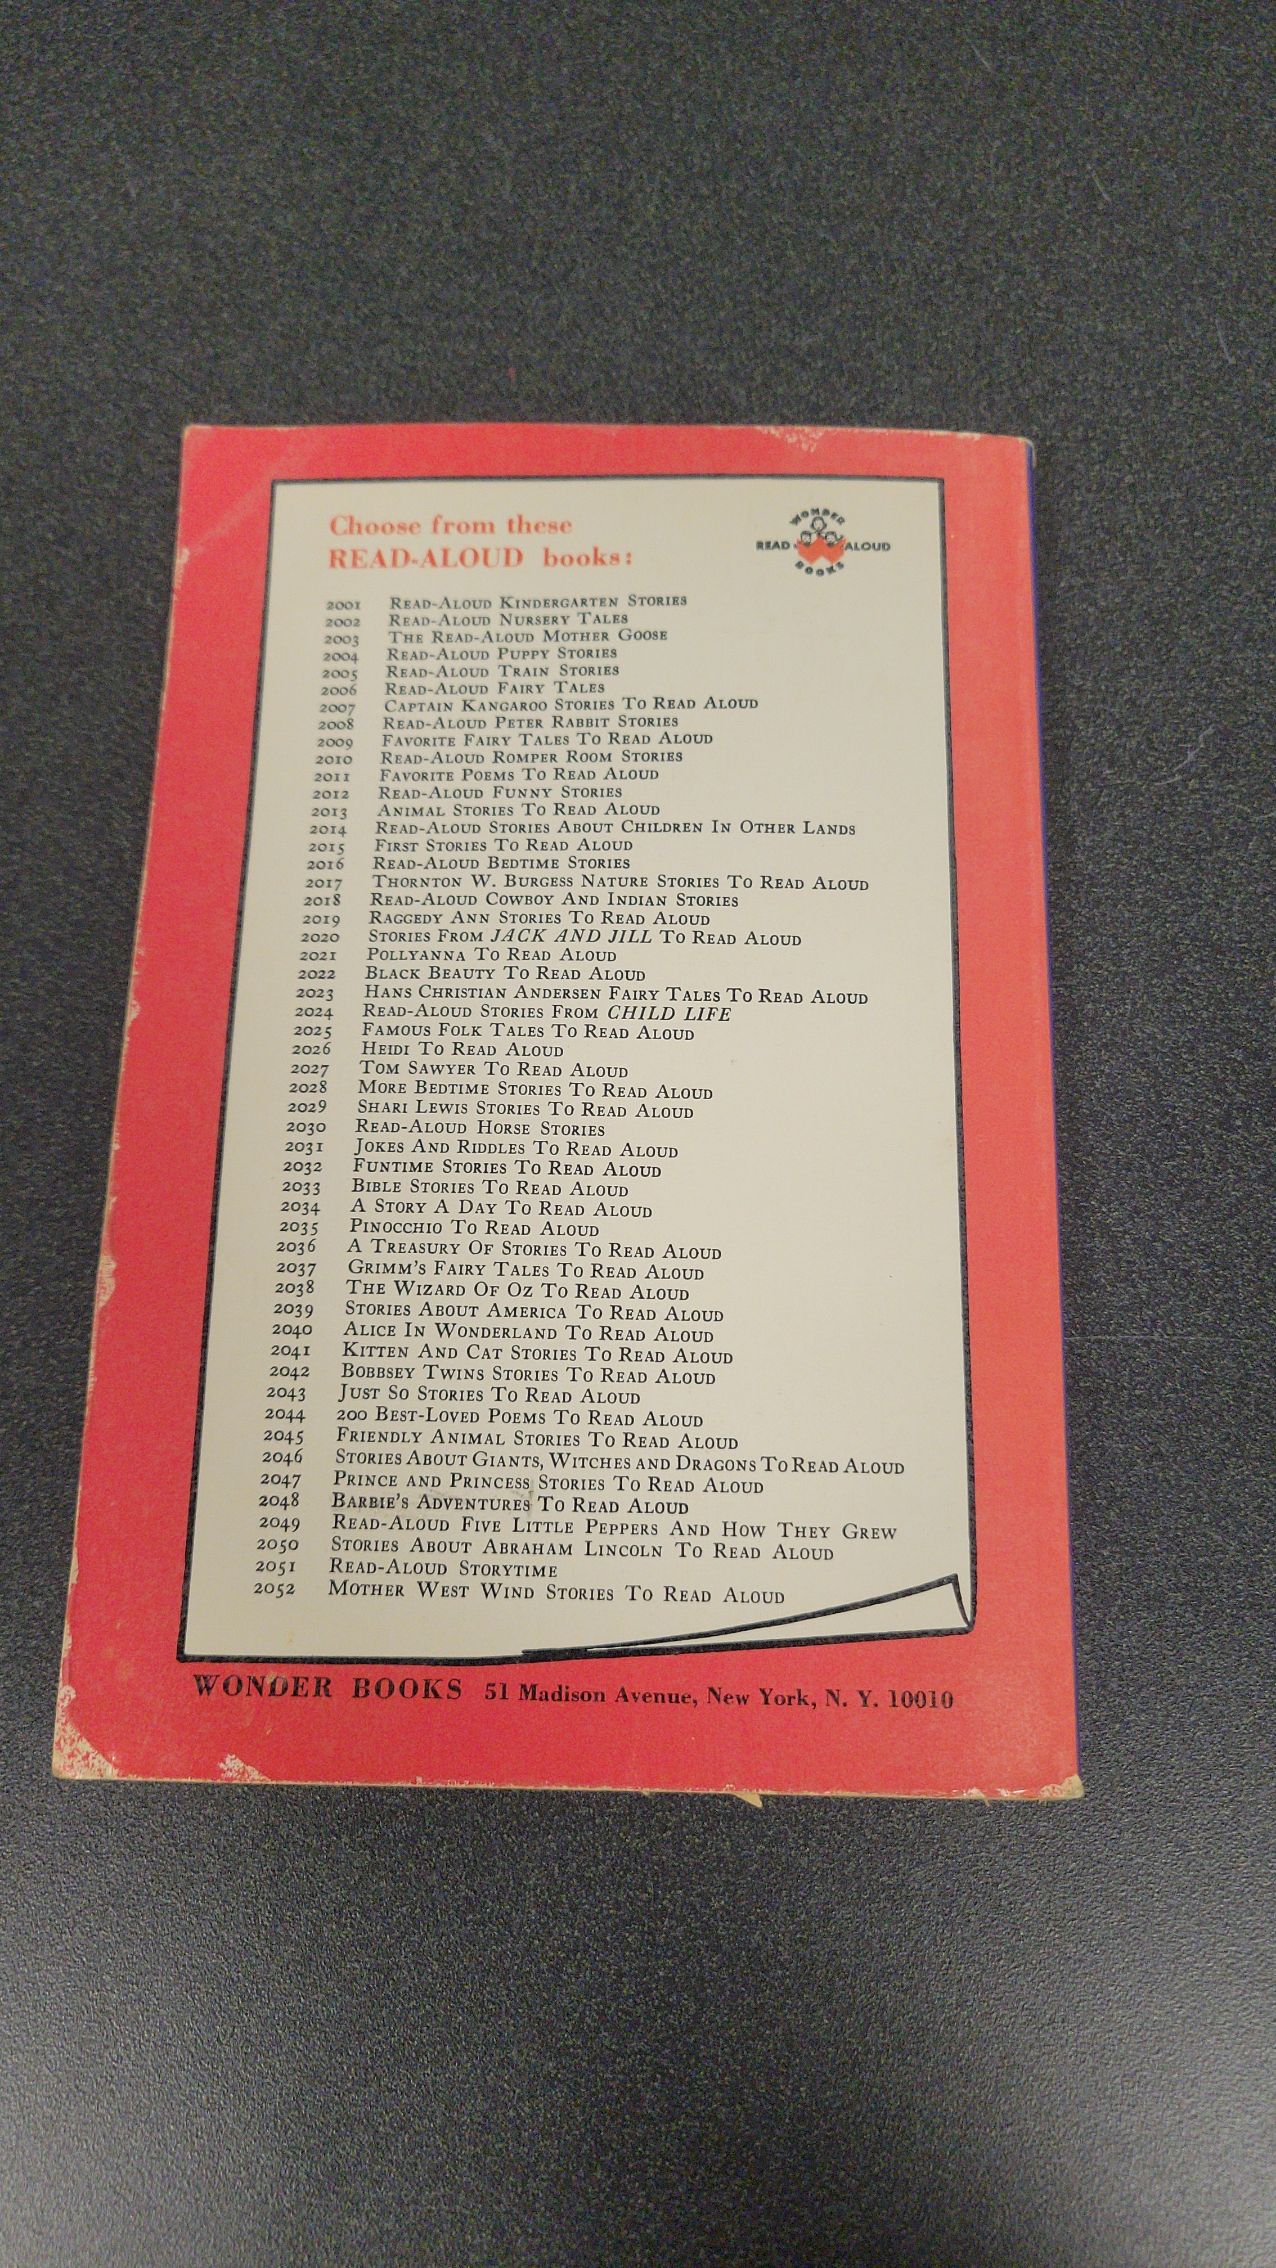 Choose from these
READ-ALOUD books:
WONDER
READ ALOUD
BOOKS
2001 READ-ALOUD KINDERGARTEN STORIES
2002 READ-ALOUD NURSERY TALES
2003 THE READ-ALOUD MOTHER GOOSE
2004 READ-ALOUD PUPPY STORIES
2005 READ-ALOUD TRAIN STORIES
2006 READ-ALOUD FAIRY TALES
2007 CAPTAIN KANGAROO STORIES TO READ ALOUD
2008 READ-ALOUD PETER RABBIT STORIES
2009 FAVORITE FAIRY TALES TO READ ALOUD
2010 READ-ALOUD ROMPER ROOM STORIES
2011 FAVORITE POEMS TO READ ALOUD
2012 READ-ALOUD FUNNY STORIES
2013 ANIMAL STORIES TO READ ALOUD
2014 READ-ALOUD STORIES ABOUT CHILDREN IN OTHER LANDS
2015 FIRST STORIES TO READ ALOUD
2016 READ-ALOUD BEDTIME STORIES
2017 THORNTON W. BURGESS NATURE STORIES TO READ ALOUD
2018 READ-ALOUD COWBOY AND INDIAN STORIES
2019 RAGGEDY ANN STORIES TO READ ALOUD
2020 STORIES FROM JACK AND JILL TO READ ALOUD
2021 POLLYANNA TO READ ALOUD
2022 BLACK BEAUTY TO READ ALOUD
2023 HANS CHRISTIAN ANDERSEN FAIRY TALES TO READ ALOUD
2024 READ-ALOUD STORIES FROM CHILD LIFE
2025 FAMOUS FOLK TALES TO READ ALOUD
2026 HEIDI TO READ ALOUD
2027 TOM SAWYER TO READ ALOUD
2028 MORE BEDTIME STORIES TO READ ALOUD
2029 SHARI LEWIS STORIES TO READ ALOUD
2030 READ-ALOUD HORSE STORIES
2031 JOKES AND RIDDLES TO READ ALOUD
2032 FUNTIME STORIES TO READ ALOUD
2033 BIBLE STORIES TO READ ALOUD
2034 A STORY A DAY TO READ ALOUD
2035 PINOCCHIO TO READ ALOUD
2036 A TREASURY OF STORIES TO READ ALOUD
2037 GRIMM'S FAIRY TALES TO READ ALOUD
2038 THE WIZARD OF OZ TO READ ALOUD
2039 STORIES ABOUT AMERICA TO READ ALOUD
2040 ALICE IN WONDERLAND TO READ ALOUD
2041 KITTEN AND CAT STORIES TO READ ALOUD
2042 BOBBSEY TWINS STORIES TO READ ALOUD
2043 JUST SO STORIES TO READ ALOUD
2044 200 BEST-LOVED POEMS TO READ ALOUD
2045 FRIENDLY ANIMAL STORIES TO READ ALOUD
2046 STORIES ABOUT GIANTS, WITCHES AND DRAGONS TO READ ALOUD
2047 PRINCE AND PRINCESS STORIES TO READ ALOUD
2048 BARBIE'S ADVENTURES TO READ ALOUD
2049 READ-ALOUD FIVE LITTLE PEPPERS AND HOW THEY GREW
2050 STORIES ABOUT ABRAHAM LINCOLN TO READ ALOUD
2051 READ-ALOUD STORYTIME
2052 MOTHER WEST WIND STORIES TO READ ALOUD
WONDER BOOKS 51 Madison Avenue, New York, N. Y. 10010